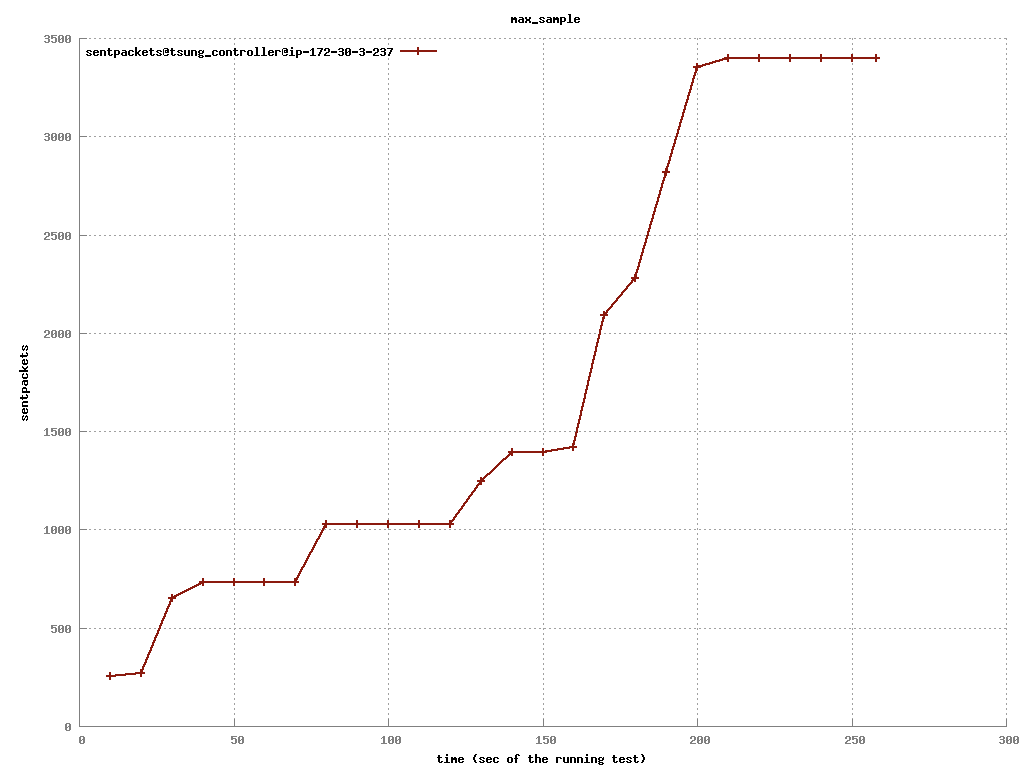 max_sample
sentpackets@tsung_controller@ip-172-30-3-237
3500
3000
2500
2000
1500
1000
500
0
sentpackets
0 50 100 150 200 250 300
time (sec of the running test)